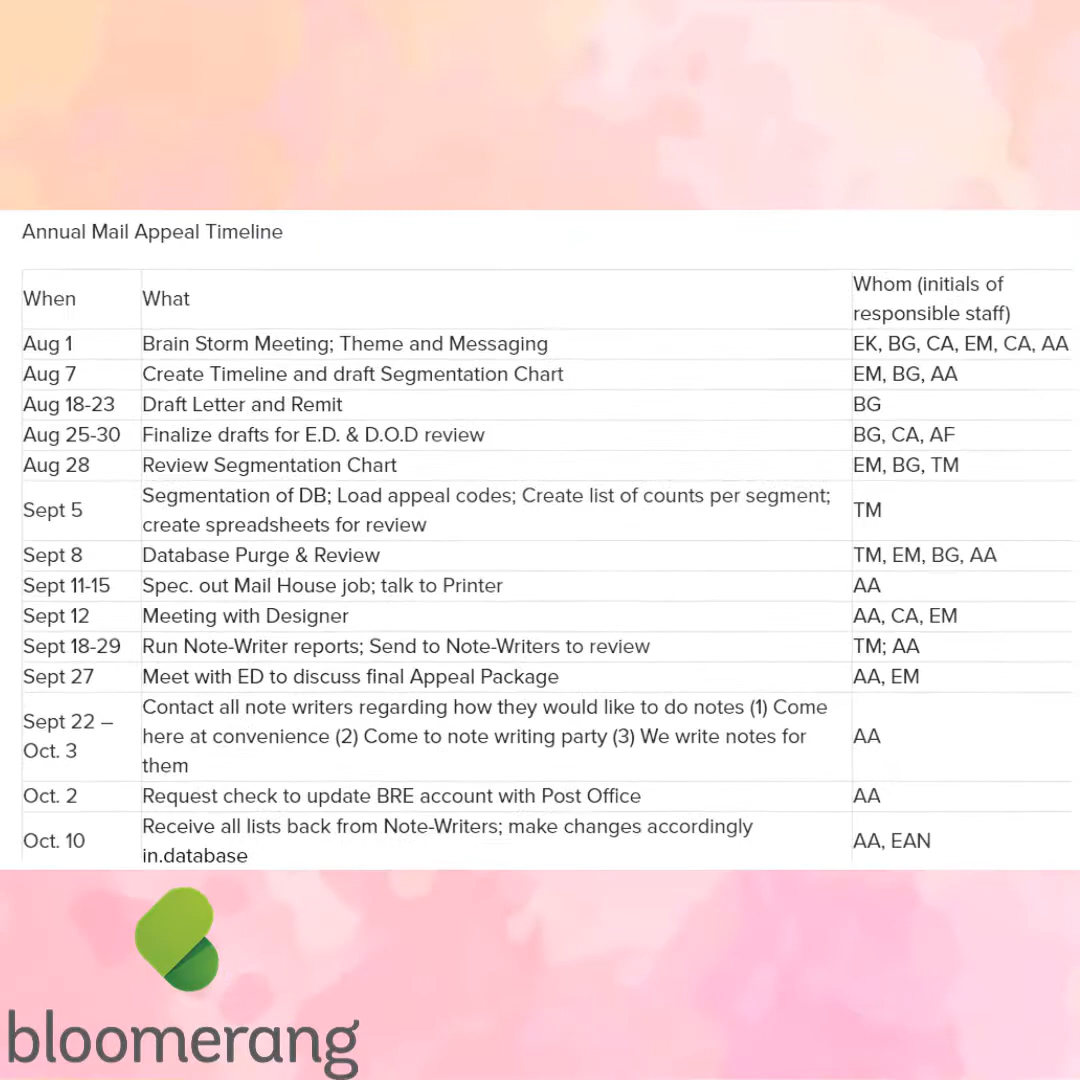 Annual Mail Appeal Timeline
When What Whom (initials of
responsible staff)
Aug 1 Brain Storm Meeting; Theme and Messaging EK, BG, CA, EM, CA, AA
Aug 7 Create Timeline and draft Segmentation Chart EM, BG, AA
Aug 18-23 Draft Letter and Remit BG
Aug 25-30 Finalize drafts for E.D. & D.O.D review BG, CA, AF
Aug 28 Review Segmentation Chart EM, BG, TM
Sept 5 Segmentation of DB; Load appeal codes; Create list of counts per segment;
create spreadsheets for review TM
Sept 8 Database Purge & Review TM, EM, BG, AA
Sept 11-15 Spec. out Mail House job; talk to Printer AA
Sept 12 Meeting with Designer AA, CA, EM
Sept 18-29 Run Note-Writer reports; Send to Note-Writers to review TM; AA
Sept 27 Meet with ED to discuss final Appeal Package AA, EM
Sept 22 –
Oct. 3 Contact all note writers regarding how they would like to do notes (1) Come
here at convenience (2) Come to note writing party (3) We write notes for
them AA
Oct. 2 Request check to update BRE account with Post Office AA
Oct. 10 Receive all lists back from Note-Writers; make changes accordingly
in.database AA, EAN
bloomerang